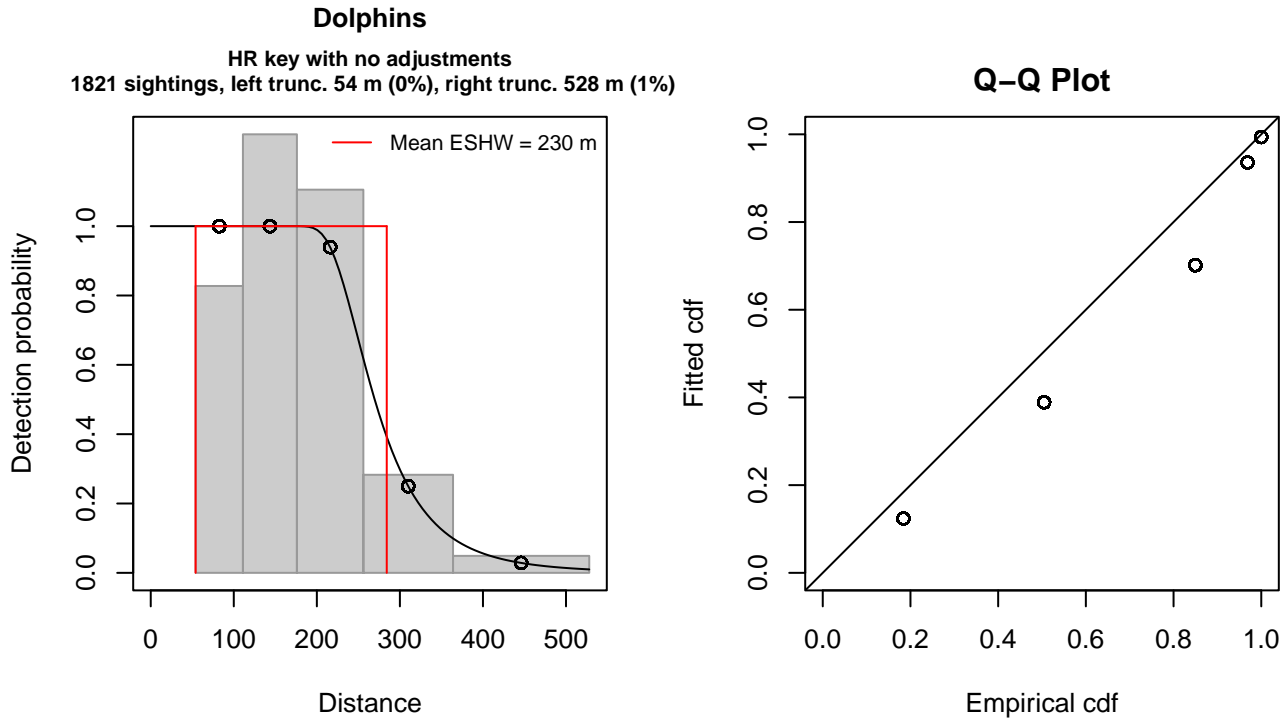 Dolphins
HR key with no adjustments
1821 sightings, left trunc. 54 m (0%), right trunc. 528 m (1%)
Mean ESHW = 230 m
Detection probability
0.0 0.2 0.4 0.6 0.8 1.0
0 100 200 300 400 500
Distance
Q−Q Plot
Fitted cdf
0.0 0.2 0.4 0.6 0.8 1.0
0.0 0.2 0.4 0.6 0.8 1.0
Empirical cdf